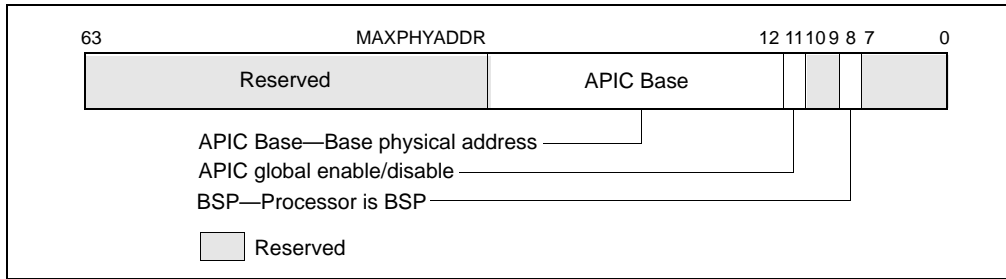 63 MAXPHYADDR 12 11 10 9 8 7 0
Reserved APIC Base
APIC Base—Base physical address
APIC global enable/disable
BSP—Processor is BSP
Reserved